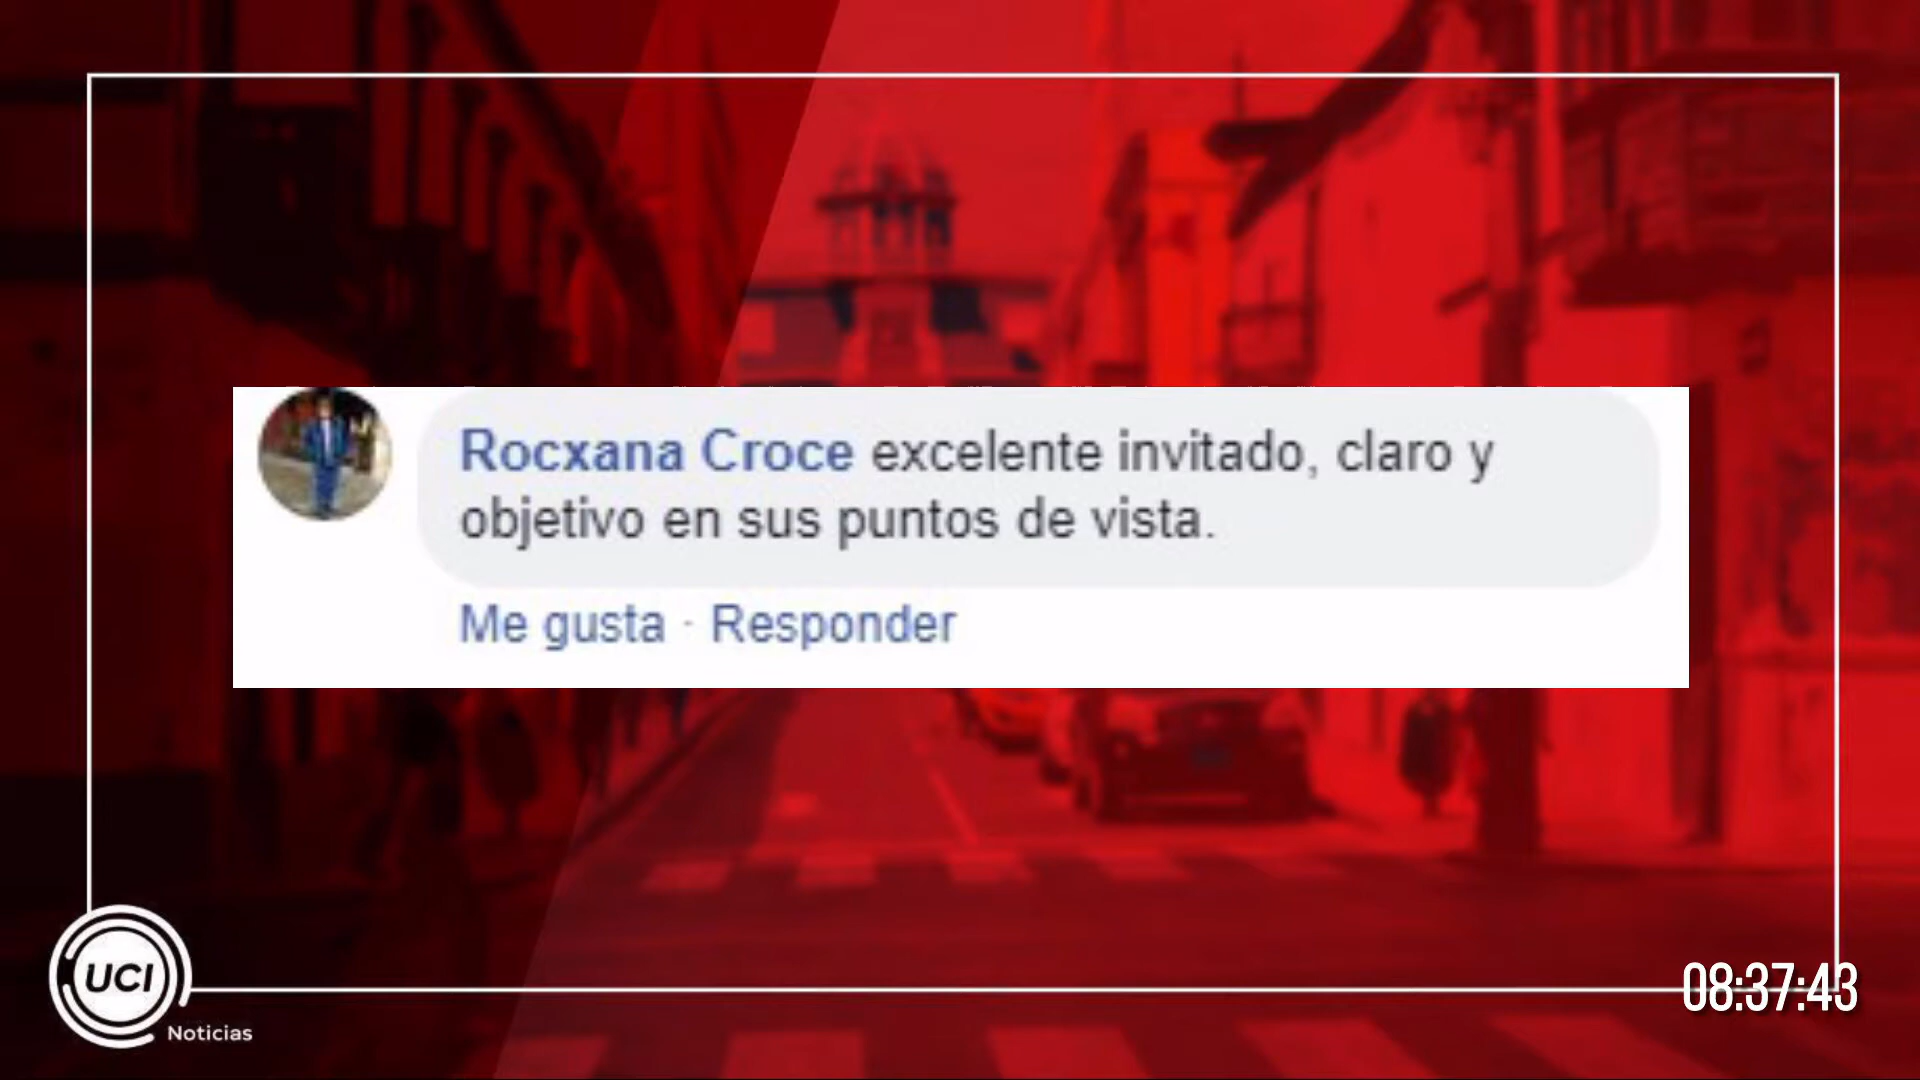 Rocxana Croce excelente invitado, claro y
objetivo en sus puntos de vista.
Me gusta · Responder
UCI
Noticias
08:37:43